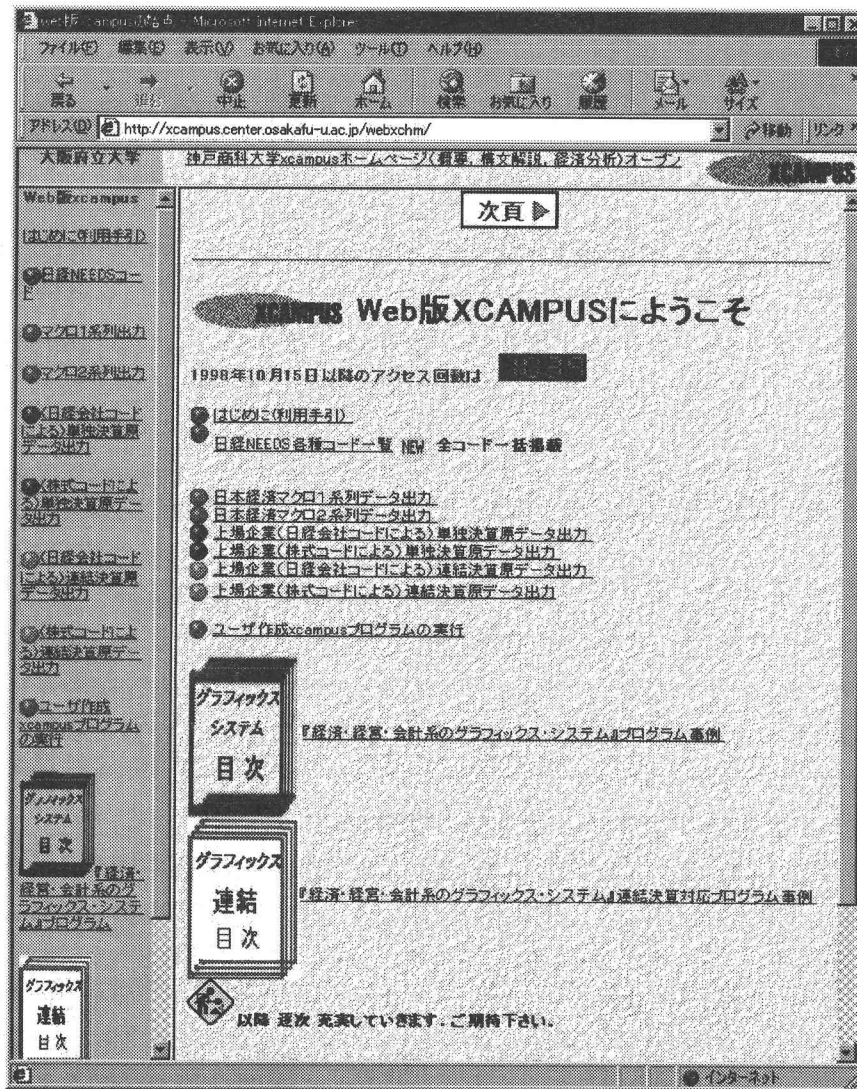 Microsoft Internet Explorer
ファイル(F) 編集(E) 表示(V) お気に入り(A) ツール(T) ヘルプ(H)
戻る 進む 中止 更新 ホーム 検索 お気に入り 履歴 メール サイズ
アドレス(D) http://xcampus.center.osakafu-u.ac.jp/webxchm/ 移動 リンク
大阪府立大学
神戸商科大学xcampusホームページ(概要, 構文解説, 経済分析)オープン
XCAMPUS
Web版xcampus
はじめに(利用手引)
日経NEEDSコー
ド
マクロ1系列出力
マクロ2系列出力
(日経会社コード
による)単独決算原
データ出力
(株式コードによ
る)単独決算原デー
タ出力
(日経会社コード
による)連結決算原
データ出力
(株式コードによ
る)連結決算原デー
タ出力
ユーザ作成
xcampusプログラム
の実行
グラフィックス
システム
目次
『経済・
経営・会計系のグ
ラフィックス・システ
ム』プログラム
グラフィックス
連結
目次
次頁
XCAMPUS Web版XCAMPUSにようこそ
1998年10月15日以降のアクセス回数は
はじめに(利用手引)
日経NEEDS各種コード一覧 NEW 全コード一括掲載
日本経済マクロ1系列データ出力
日本経済マクロ2系列データ出力
上場企業(日経会社コードによる)単独決算原データ出力
上場企業(株式コードによる)単独決算原データ出力
上場企業(日経会社コードによる)連結決算原データ出力
上場企業(株式コードによる)連結決算原データ出力
ユーザ作成xcampusプログラムの実行
グラフィックス
システム
目次
『経済・経営・会計系のグラフィックス・システム』プログラム事例
グラフィックス
連結
目次
『経済・経営・会計系のグラフィックス・システム』連結決算対応プログラム事例
以降 逐次 充実していきます．ご期待下さい．
インターネット